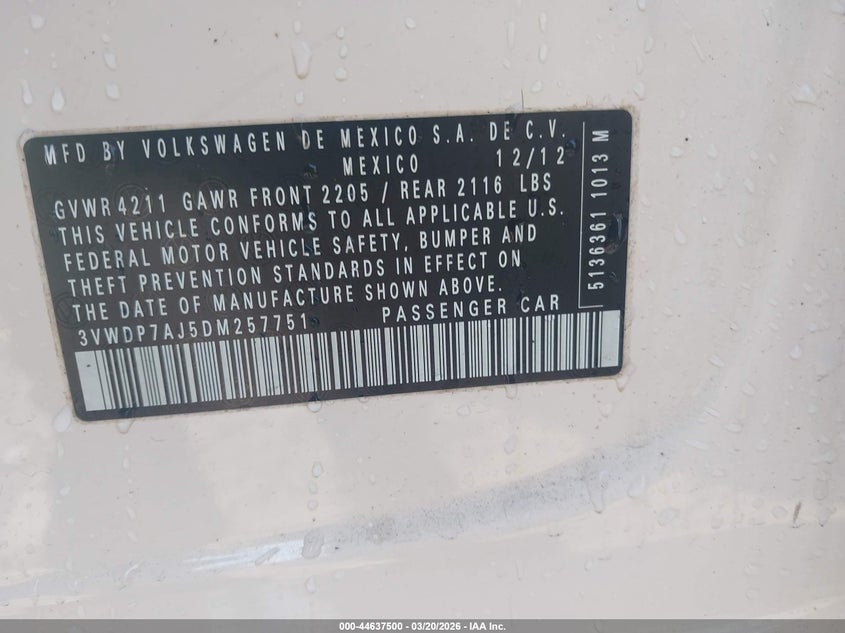 MFD BY VOLKSWAGEN DE MEXICO S.A. DE C.V.
MEXICO 12/12
GVWR 4211 GAWR FRONT 2205 / REAR 2116 LBS
THIS VEHICLE CONFORMS TO ALL APPLICABLE U.S.
FEDERAL MOTOR VEHICLE SAFETY, BUMPER AND
THEFT PREVENTION STANDARDS IN EFFECT ON
THE DATE OF MANUFACTURE SHOWN ABOVE.
3VWDP7AJ5DM257751 PASSENGER CAR
5136361 1013 M
000-44637500 - 03/20/2026 - IAA Inc.